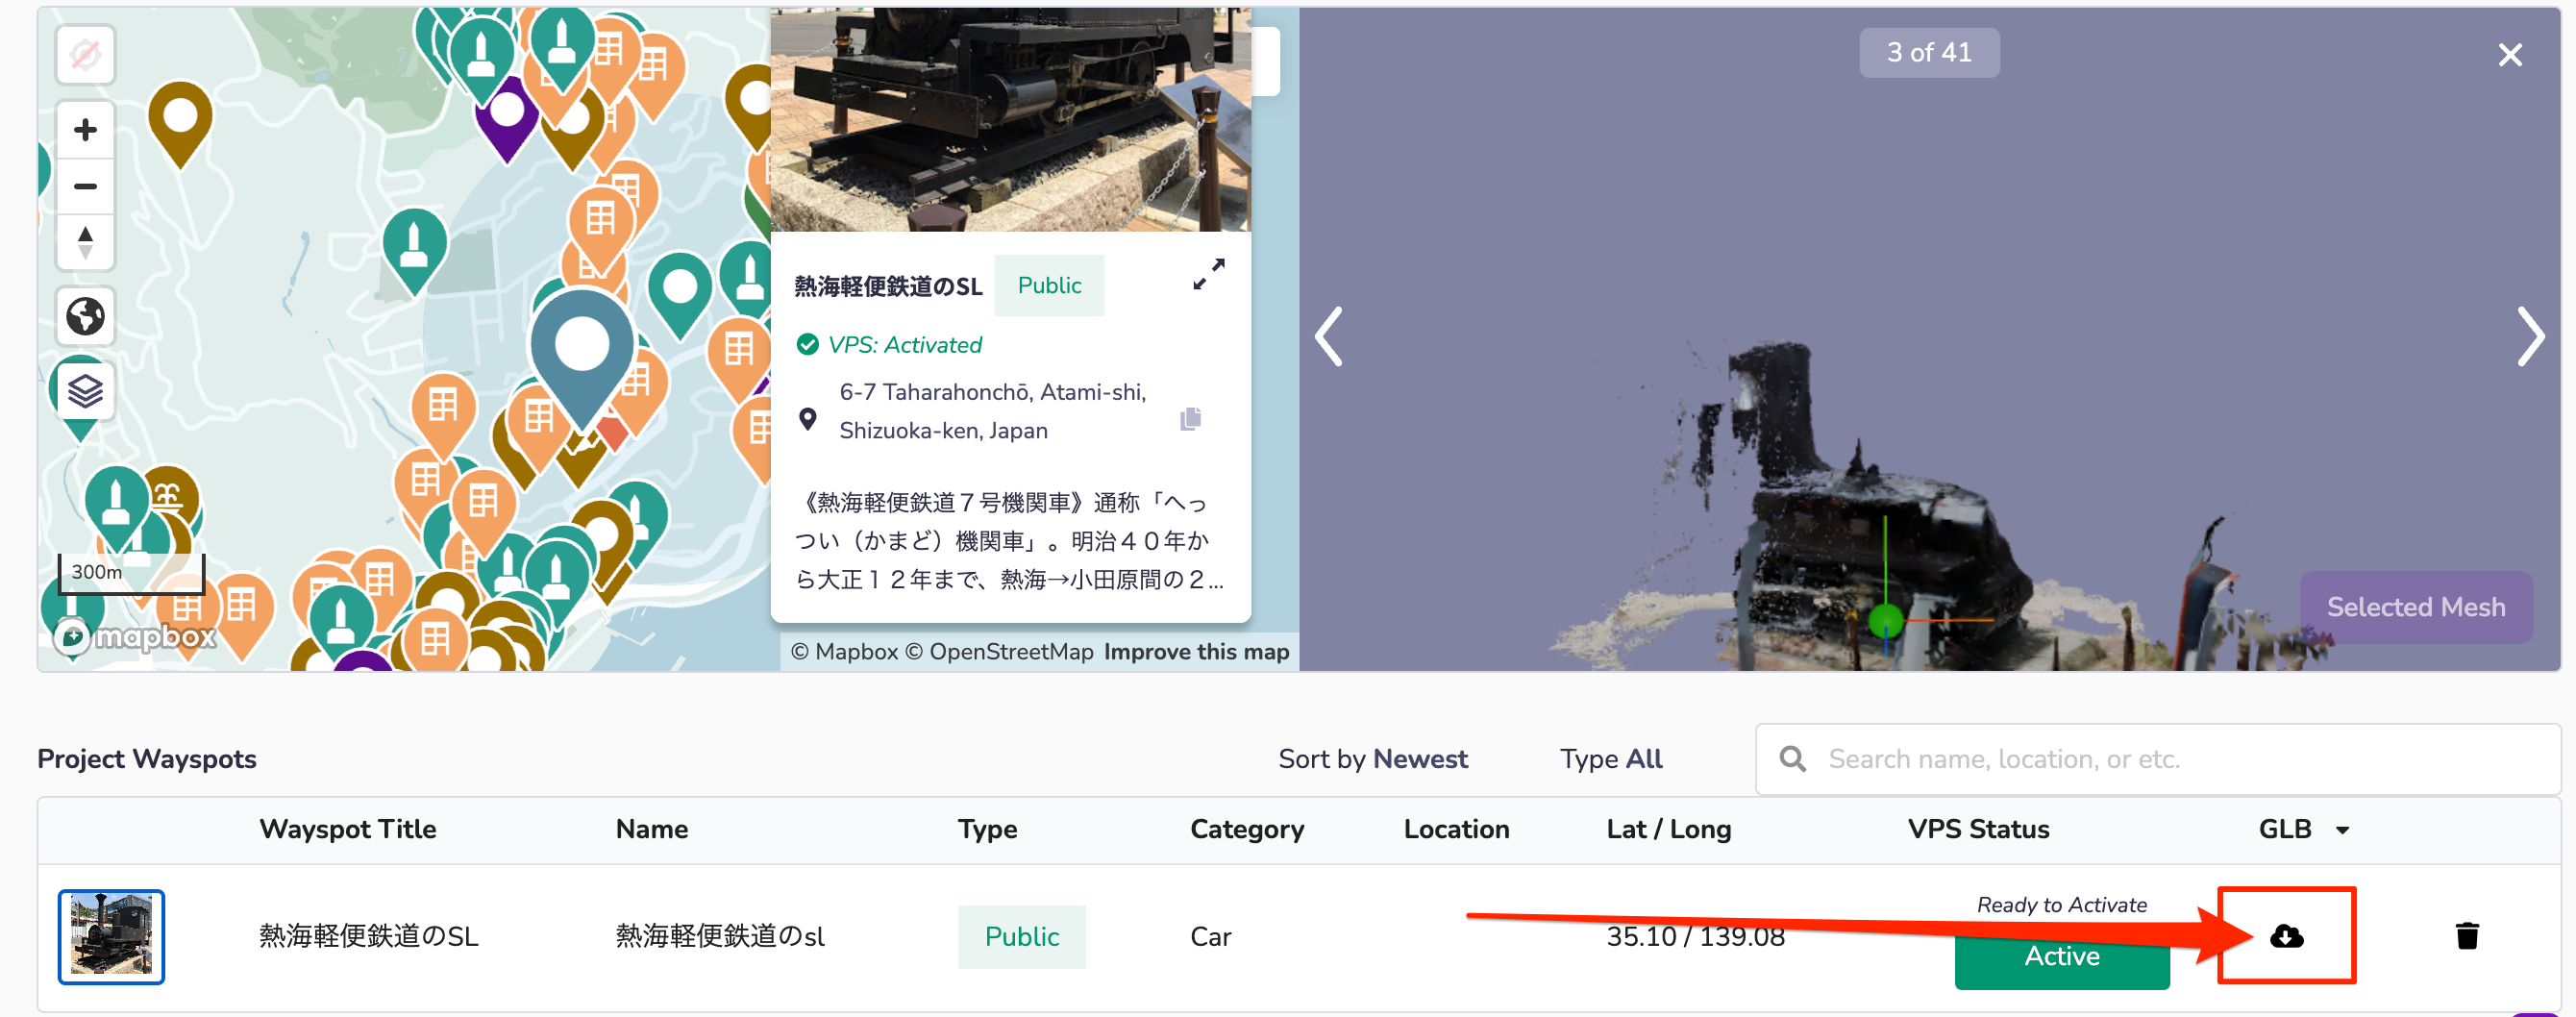 3 of 41
熱海軽便鉄道のSL
Public
VPS: Activated
6-7 Taharahonchō, Atami-shi,
Shizuoka-ken, Japan
《熱海軽便鉄道７号機関車》通称「へっ
つい（かまど）機関車」。明治４０年か
ら大正１２年まで、熱海→小田原間の２...
300m
mapbox
© Mapbox © OpenStreetMap Improve this map
Selected Mesh
Project Wayspots
Sort by Newest
Type All
Search name, location, or etc.
Wayspot Title Name Type Category Location Lat / Long VPS Status GLB
熱海軽便鉄道のSL 熱海軽便鉄道のsl Public Car 35.10 / 139.08
Ready to Activate
Active